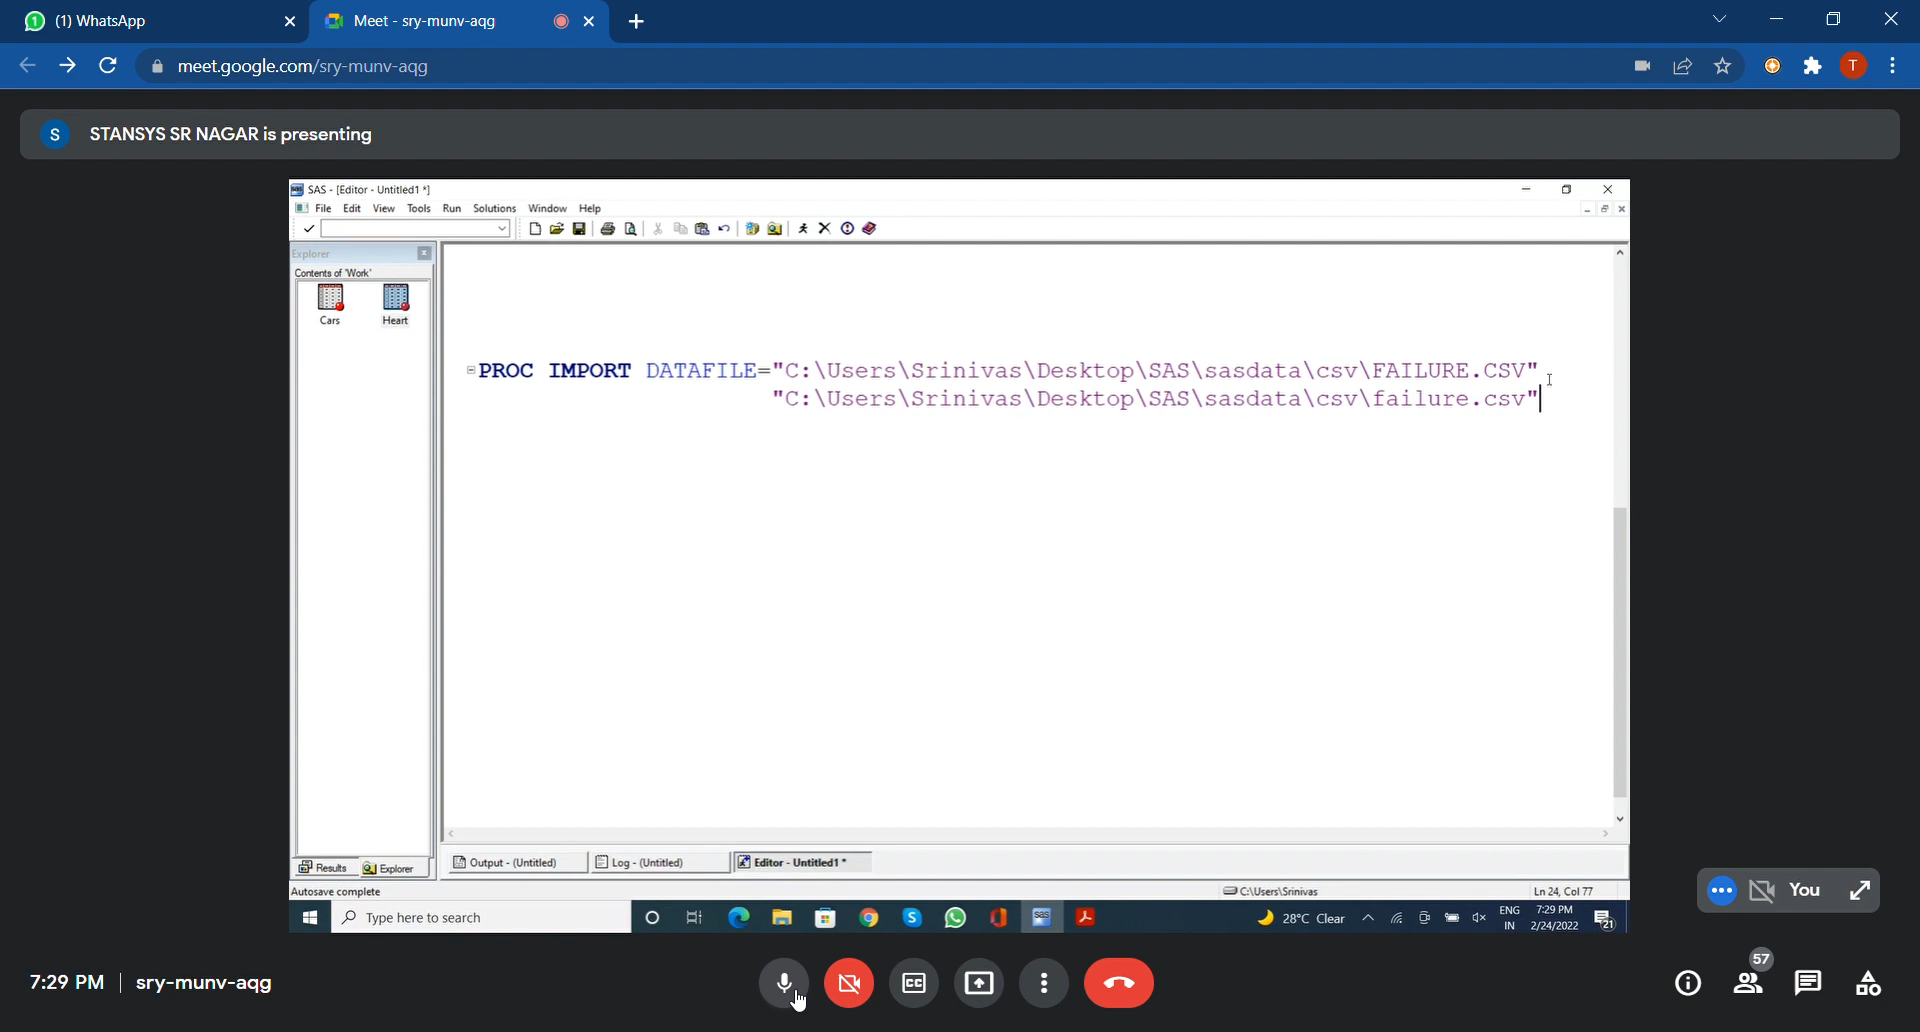 (1) WhatsApp
Meet - sry-munv-aqg
meet.google.com/sry-munv-aqg
T
S
STANSYS SR NAGAR is presenting
SAS - [Editor - Untitled1 *]
File Edit View Tools Run Solutions Window Help
Explorer
Contents of 'Work'
Cars
Heart
PROC IMPORT DATAFILE="C:\Users\Srinivas\Desktop\SAS\sasdata\csv\FAILURE.CSV"
"C:\Users\Srinivas\Desktop\SAS\sasdata\csv\failure.csv"
Results
Explorer
Output - (Untitled)
Log - (Untitled)
Editor - Untitled1 *
Autosave complete
C:\Users\Srinivas
Ln 24, Col 77
Type here to search
28°C Clear
ENG
IN
7:29 PM
2/24/2022
21
You
7:29 PM
sry-munv-aqg
57